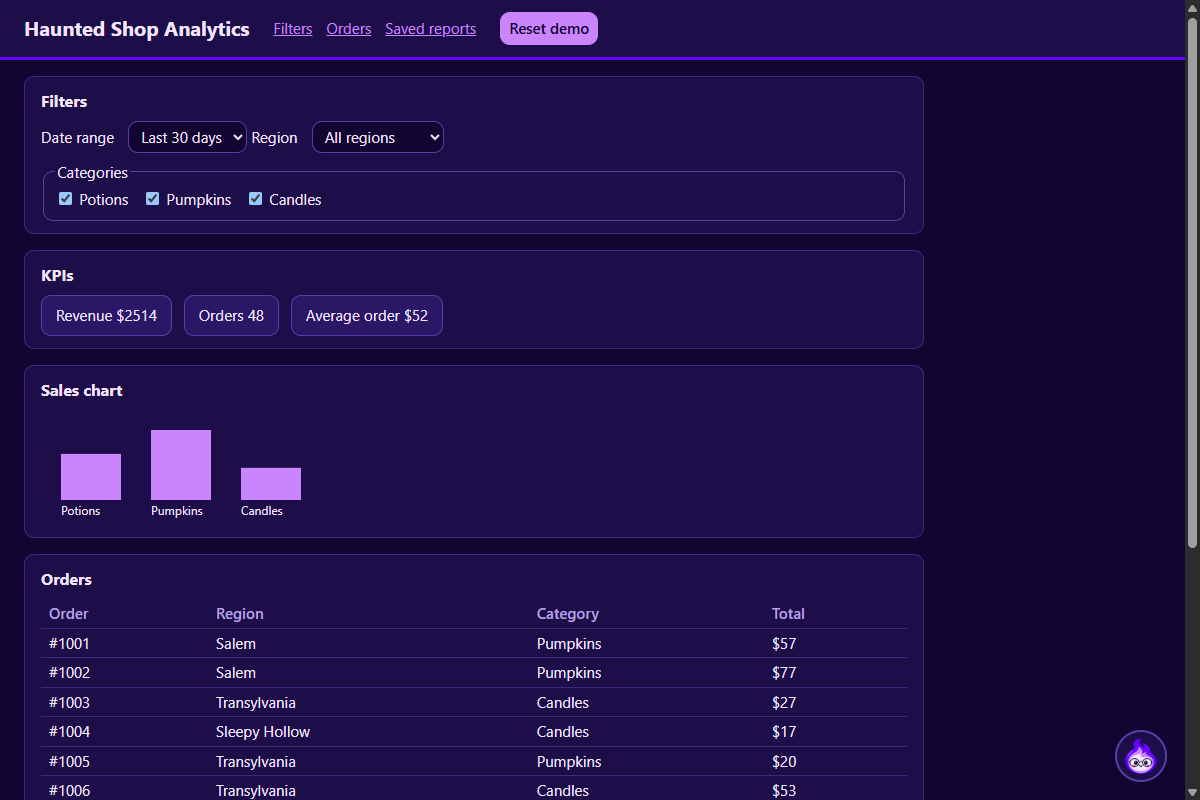 Haunted Shop Analytics Filters Orders Saved reports Reset demo
Filters
Date range Last 30 days Region All regions
Categories
Potions Pumpkins Candles
KPIs
Revenue $2514 Orders 48 Average order $52
Sales chart
Potions Pumpkins Candles
Orders
Order Region Category Total
#1001 Salem Pumpkins $57
#1002 Salem Pumpkins $77
#1003 Transylvania Candles $27
#1004 Sleepy Hollow Candles $17
#1005 Transylvania Pumpkins $20
#1006 Transylvania Candles $53